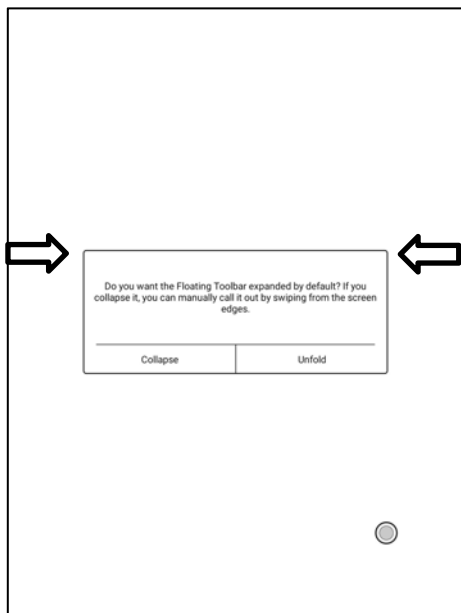 Do you want the Floating Toolbar expanded by default? If you
collapse it, you can manually call it out by swiping from the screen
edges.
Collapse
Unfold